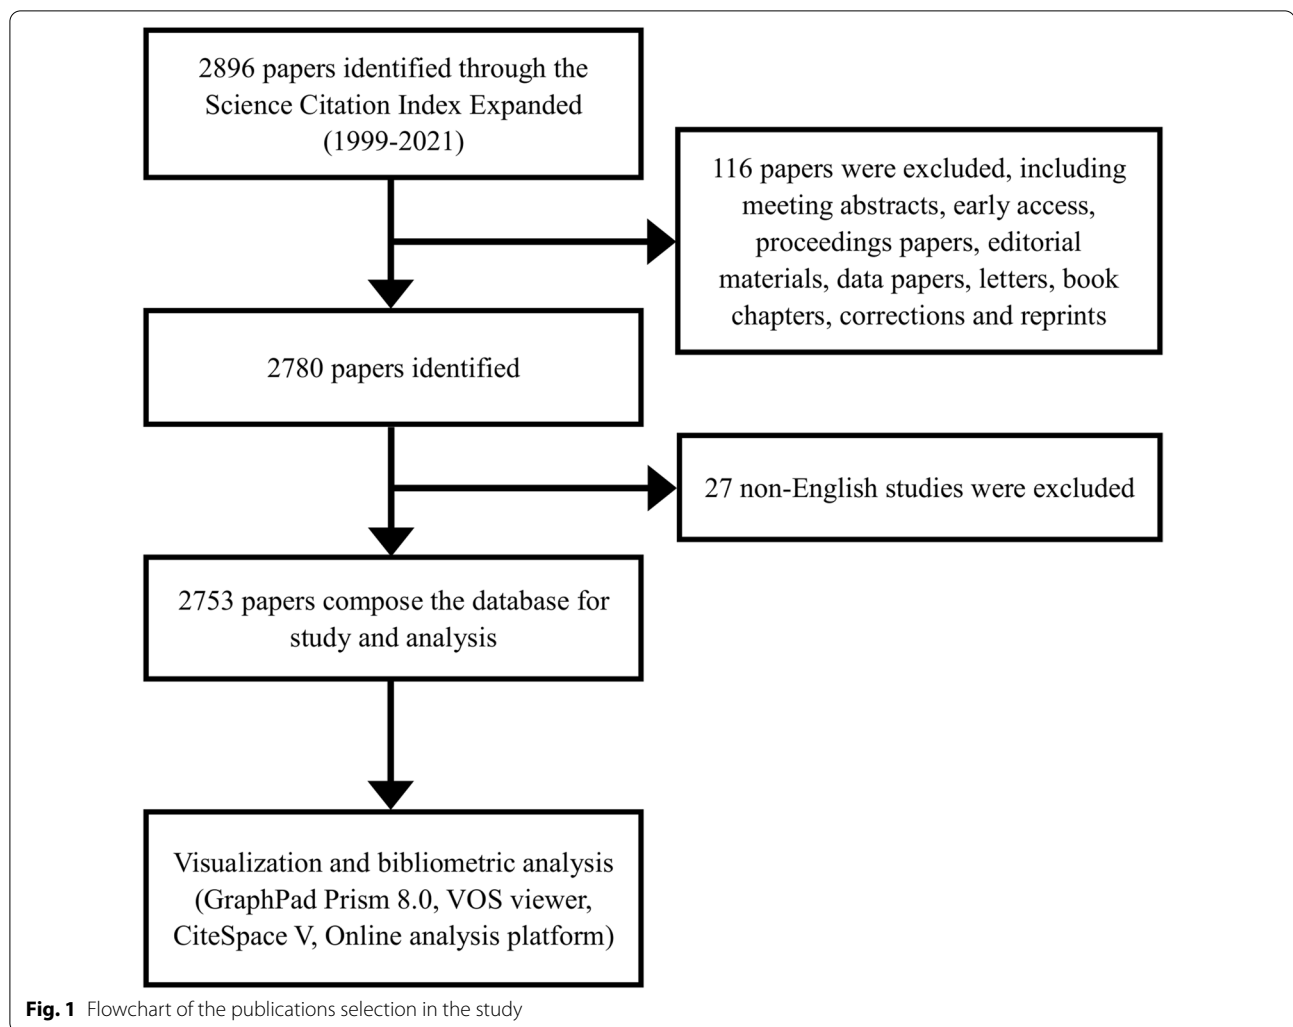 2896 papers identified through the
Science Citation Index Expanded
(1999-2021)
116 papers were excluded, including
meeting abstracts, early access,
proceedings papers, editorial
materials, data papers, letters, book
chapters, corrections and reprints
2780 papers identified
27 non-English studies were excluded
2753 papers compose the database for
study and analysis
Visualization and bibliometric analysis
(GraphPad Prism 8.0, VOS viewer,
CiteSpace V, Online analysis platform)
Fig. 1 Flowchart of the publications selection in the study